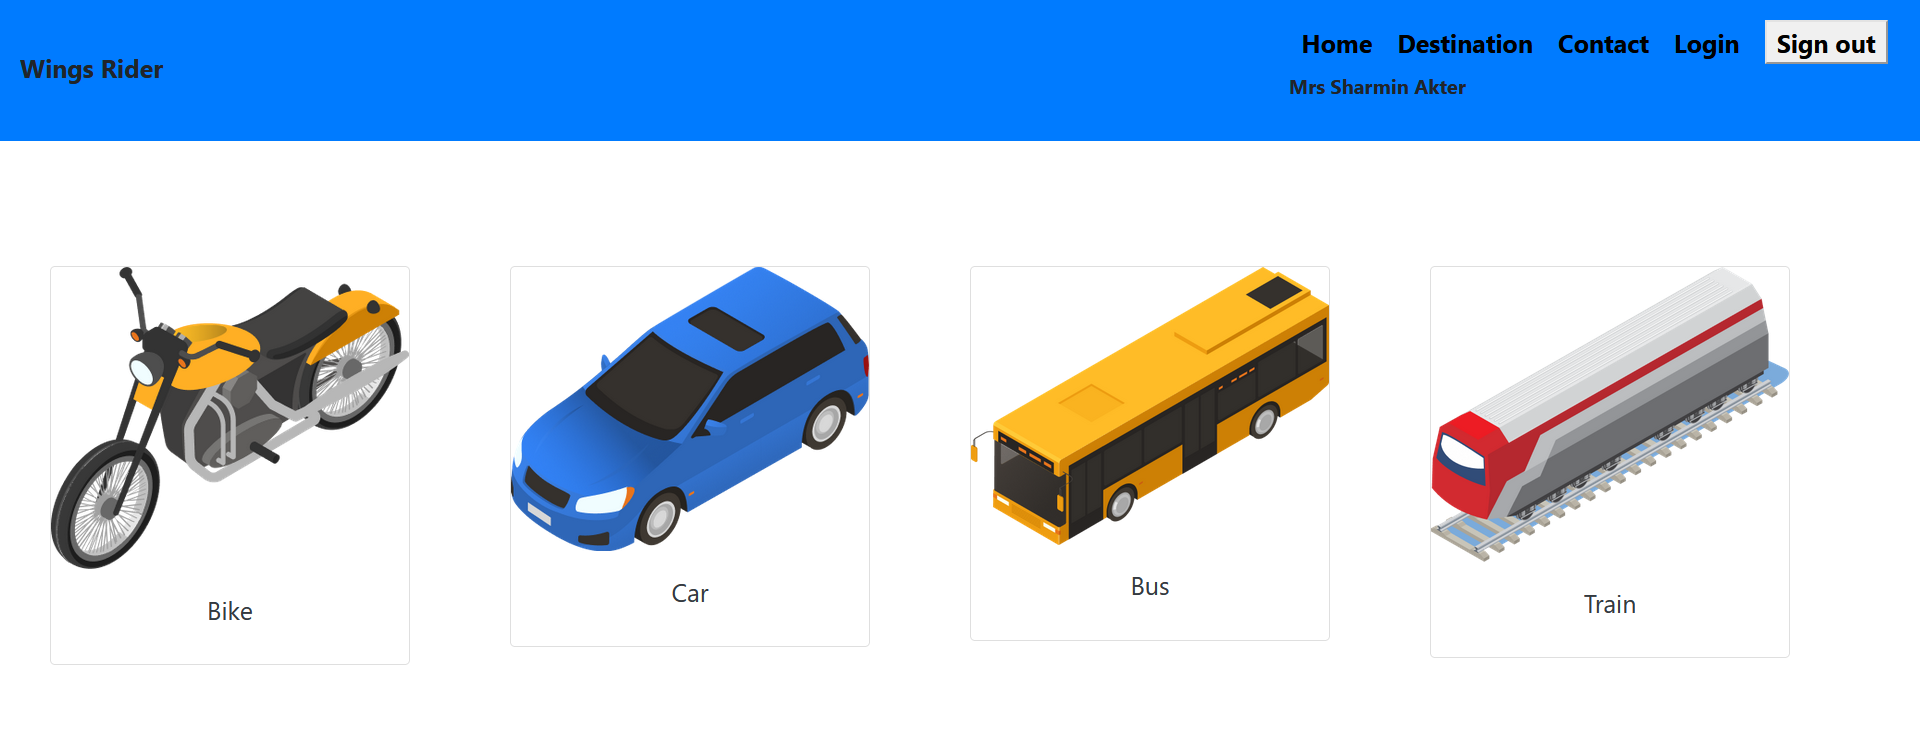 Wings Rider
Home Destination Contact Login Sign out
Mrs Sharmin Akter
Bike
Car
Bus
Train